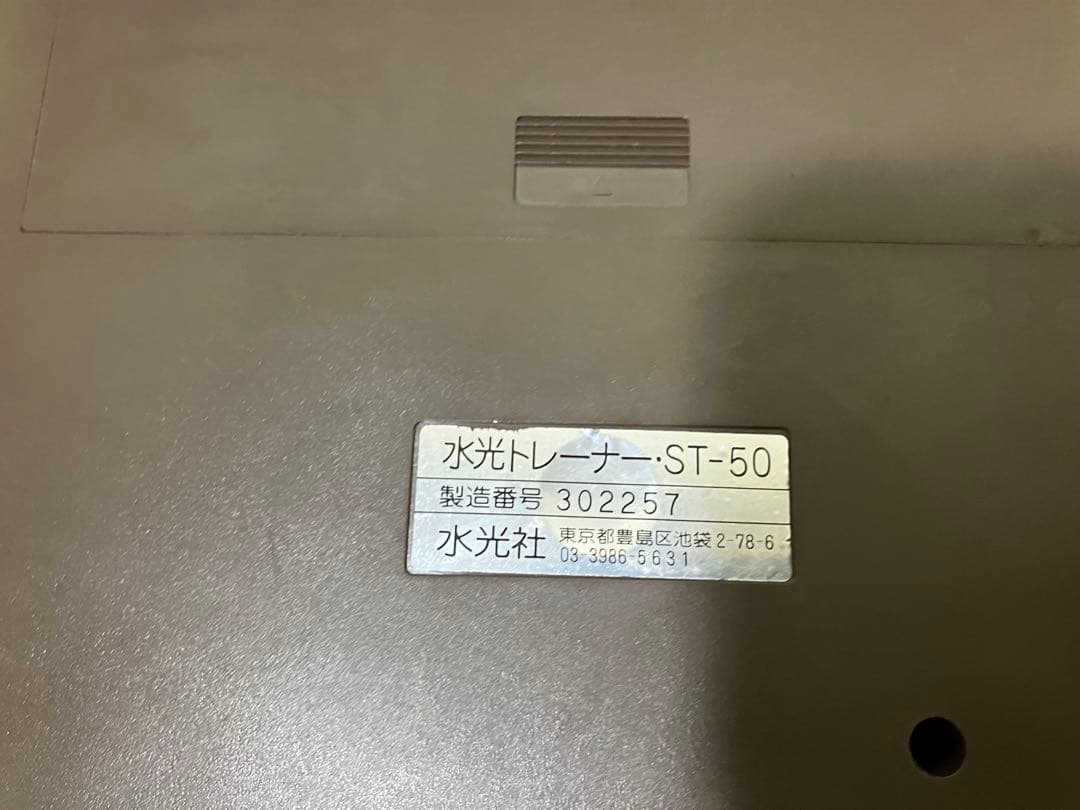 水光トレーナー・ST-50
製造番号 302257
水光社 東京都豊島区池袋2-78-6
03-3986-5631